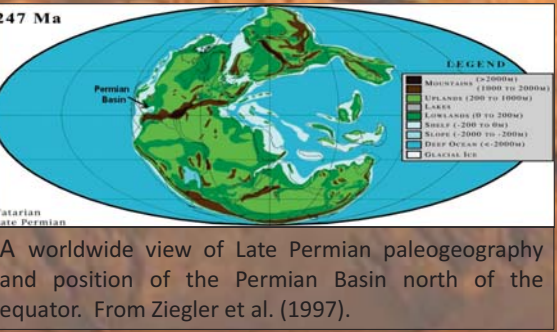 247 Ma
Permian
Basin
LEGEND
MOUNTAINS (>2000M)
(1000 TO 2000M)
UPLANDS (200 TO 1000M)
LAKES
LOWLANDS (0 TO 200M)
SHELF (-200 TO 0M)
SLOPE (-2000 TO -200M)
DEEP OCEAN (<-2000M)
GLACIAL ICE
Tatarian
Late Permian
A worldwide view of Late Permian paleogeography
and position of the Permian Basin north of the
equator. From Ziegler et al. (1997).